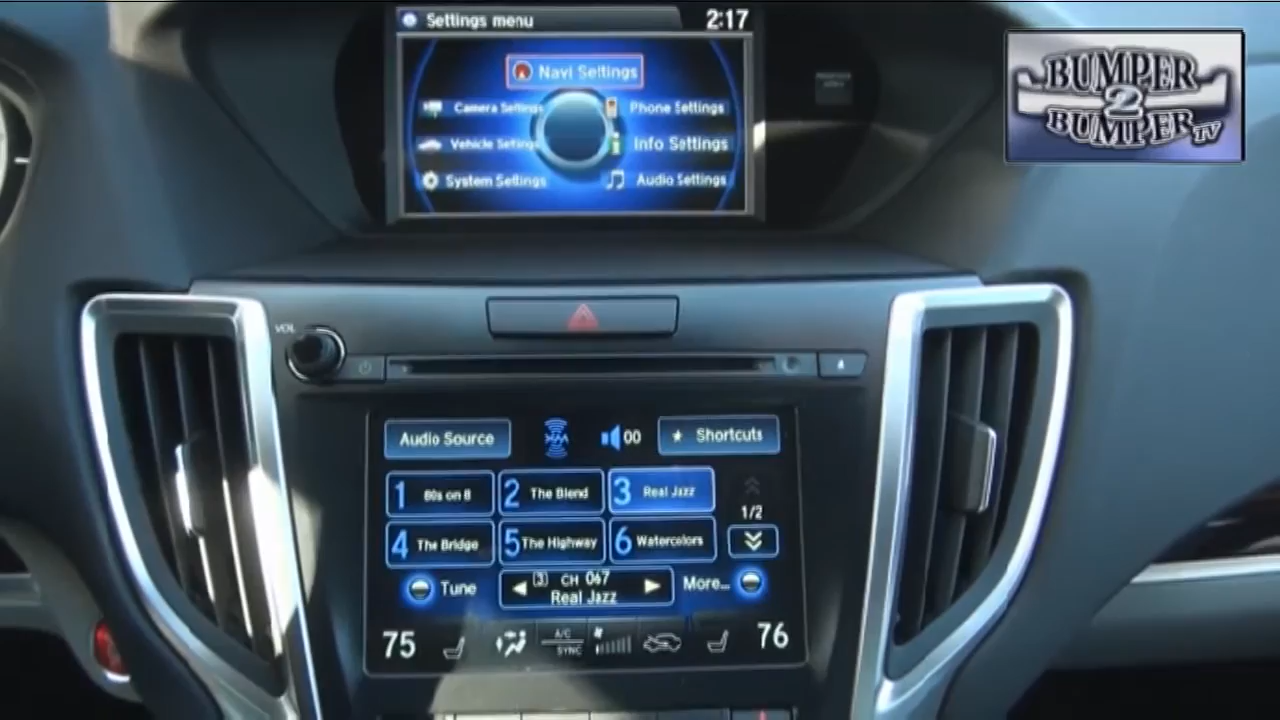 Settings menu 2:17
Navi Settings
Camera Settings Phone Settings
Vehicle Settings Info Settings
System Settings Audio Settings
BUMPER
2
BUMPER TV
VOL
Audio Source XM 00 ★ Shortcuts
1 80s on 8 2 The Blend 3 Real Jazz
1/2
4 The Bridge 5 The Highway 6 Watercolors
Tune [3] CH 067 More...
Real Jazz
75 A/C 76
SYNC